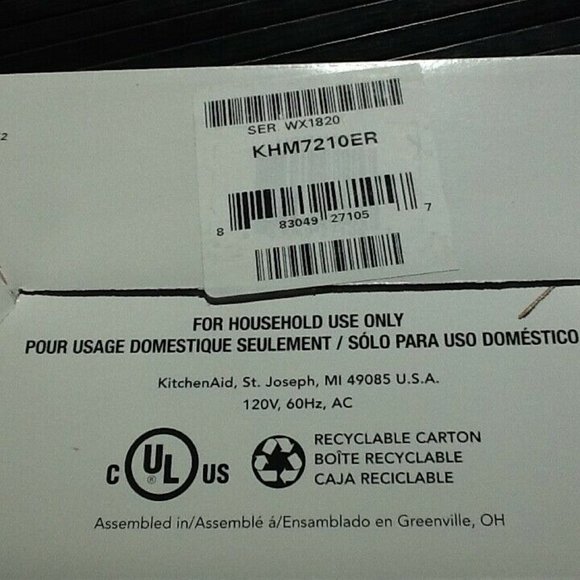 2
SER WX1820
KHM7210ER
8 83049 27105 7
FOR HOUSEHOLD USE ONLY
POUR USAGE DOMESTIQUE SEULEMENT / SÓLO PARA USO DOMÉSTICO
KitchenAid, St. Joseph, MI 49085 U.S.A.
120V, 60Hz, AC
C UL® US
RECYCLABLE CARTON
BOÎTE RECYCLABLE
CAJA RECICLABLE
Assembled in/Assemblé á/Ensamblado en Greenville, OH